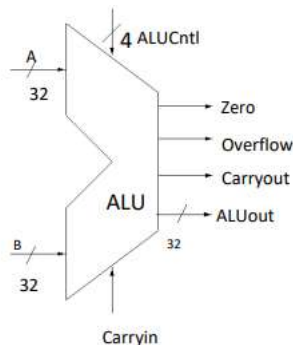 4 ALUCntl
A
32
Zero
Overflow
Carryout
ALU
ALUout
32
B
32
Carryin